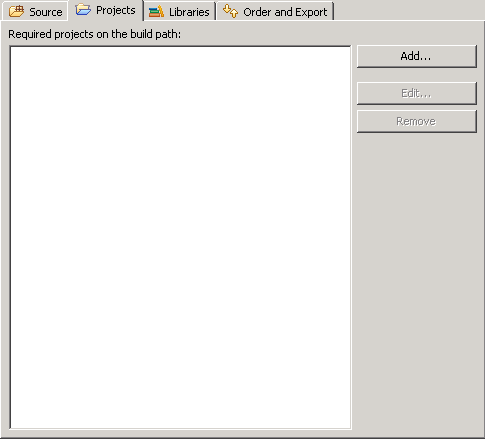 Source Projects Libraries Order and Export
Required projects on the build path:
Add...
Edit...
Remove